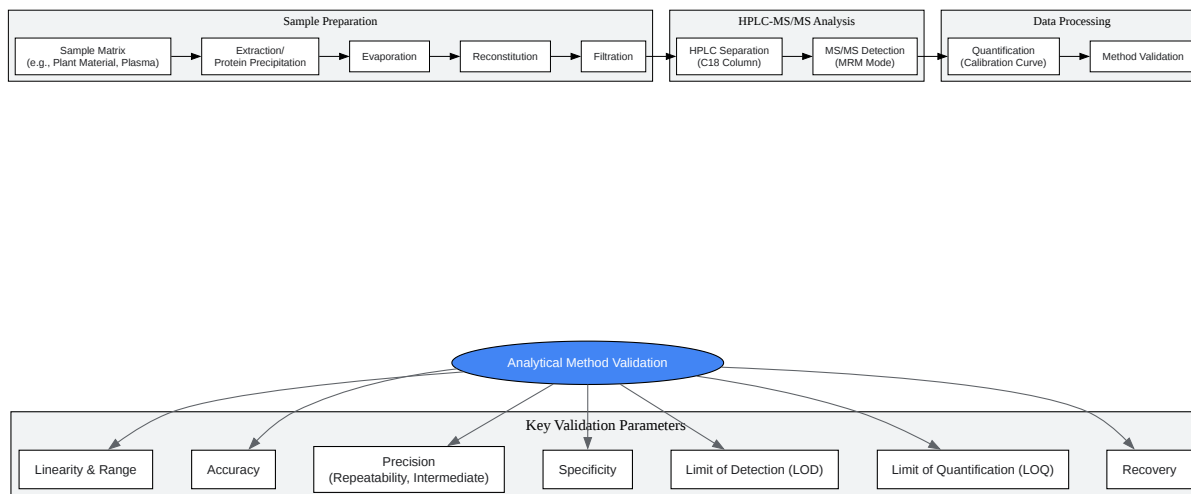 Sample Preparation
HPLC-MS/MS Analysis
Data Processing
Sample Matrix
(e.g., Plant Material, Plasma)
Extraction/
Protein Precipitation
Evaporation
Reconstitution
Filtration
HPLC Separation
(C18 Column)
MS/MS Detection
(MRM Mode)
Quantification
(Calibration Curve)
Method Validation
Analytical Method Validation
Key Validation Parameters
Linearity & Range
Accuracy
Precision
(Repeatability, Intermediate)
Specificity
Limit of Detection (LOD)
Limit of Quantification (LOQ)
Recovery